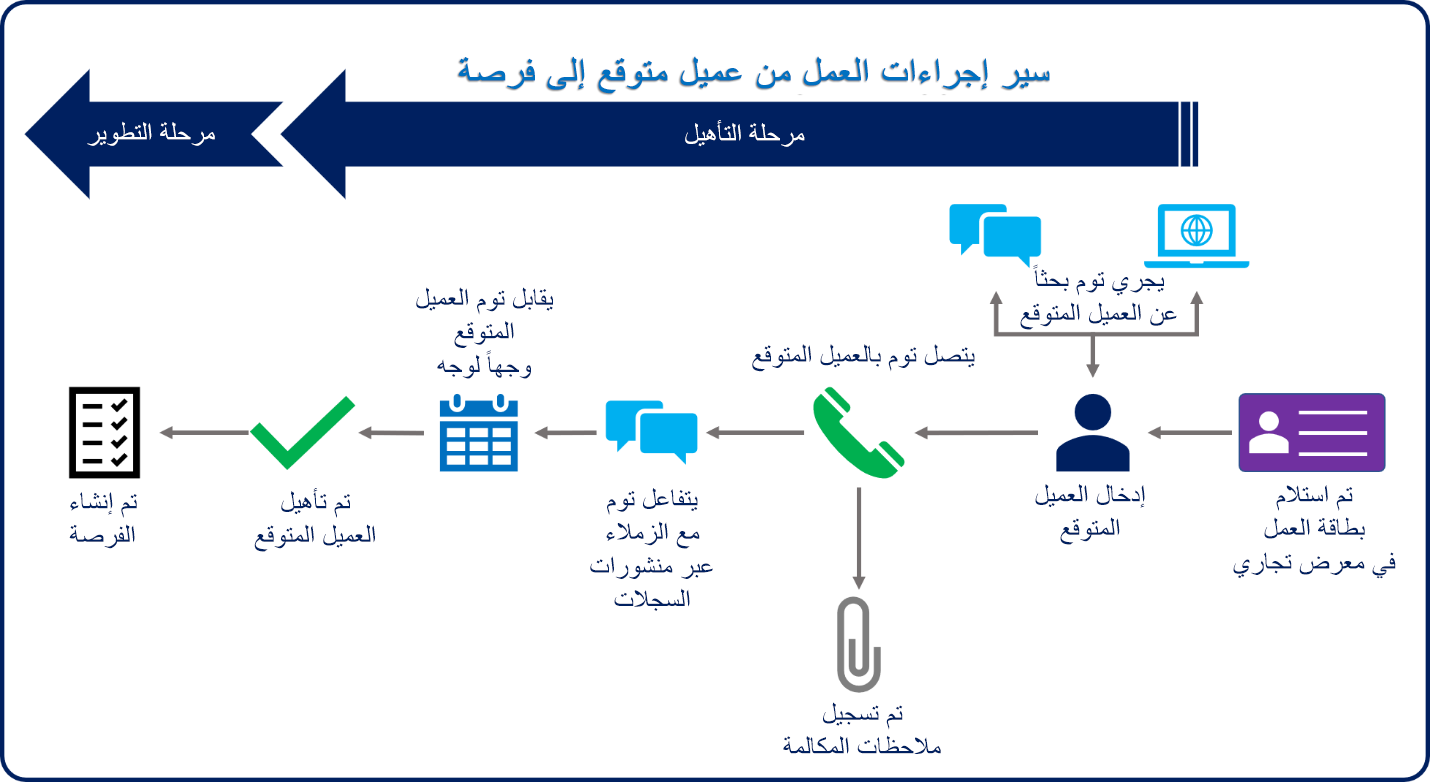 سير إجراءات العمل من عميل متوقع إلى فرصة
مرحلة التأهيل
مرحلة التطوير
يجري توم بحثاً
عن العميل المتوقع
تم استلام
بطاقة العمل
في معرض تجاري
إدخال العميل
المتوقع
يتصل توم بالعميل المتوقع
تم تسجيل
ملاحظات المكالمة
يتفاعل توم
مع الزملاء
عبر منشورات
السجلات
يقابل توم العميل
المتوقع
وجهاً لوجه
تم تأهيل
العميل المتوقع
تم إنشاء
الفرصة